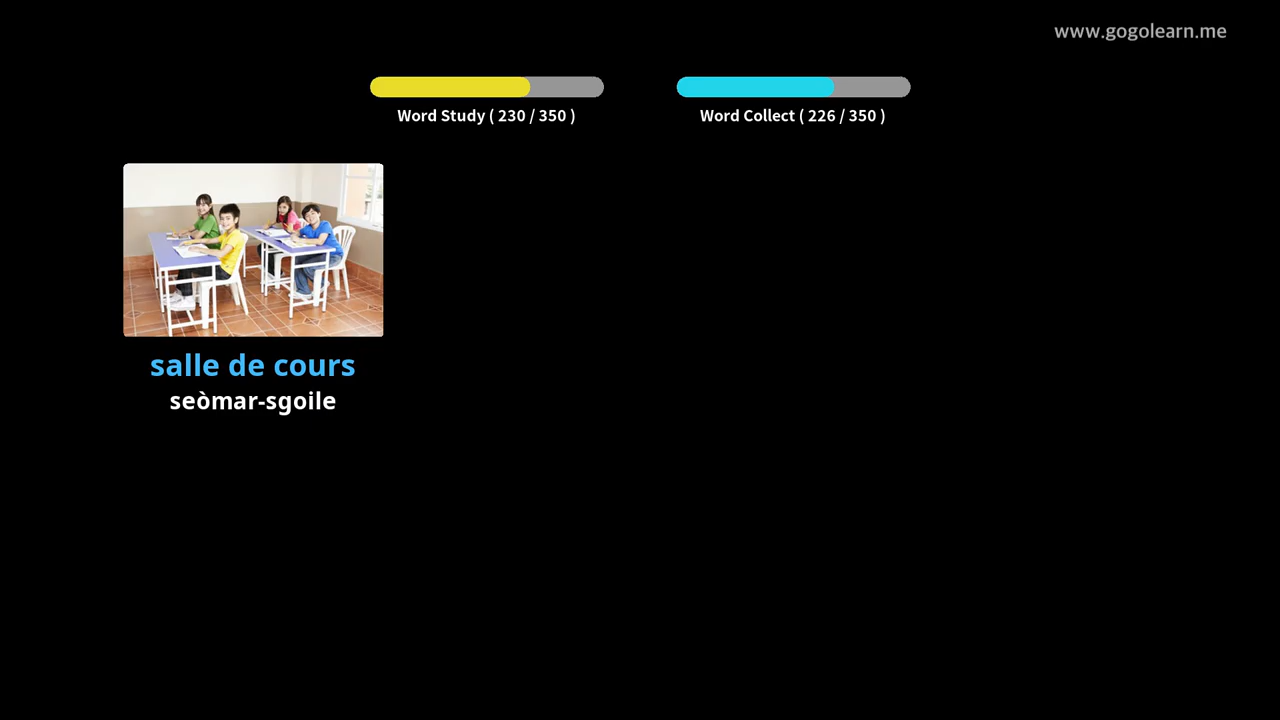 www.gogolearn.me
Word Study ( 230 / 350 )
Word Collect ( 226 / 350 )
salle de cours
seòmar-sgoile